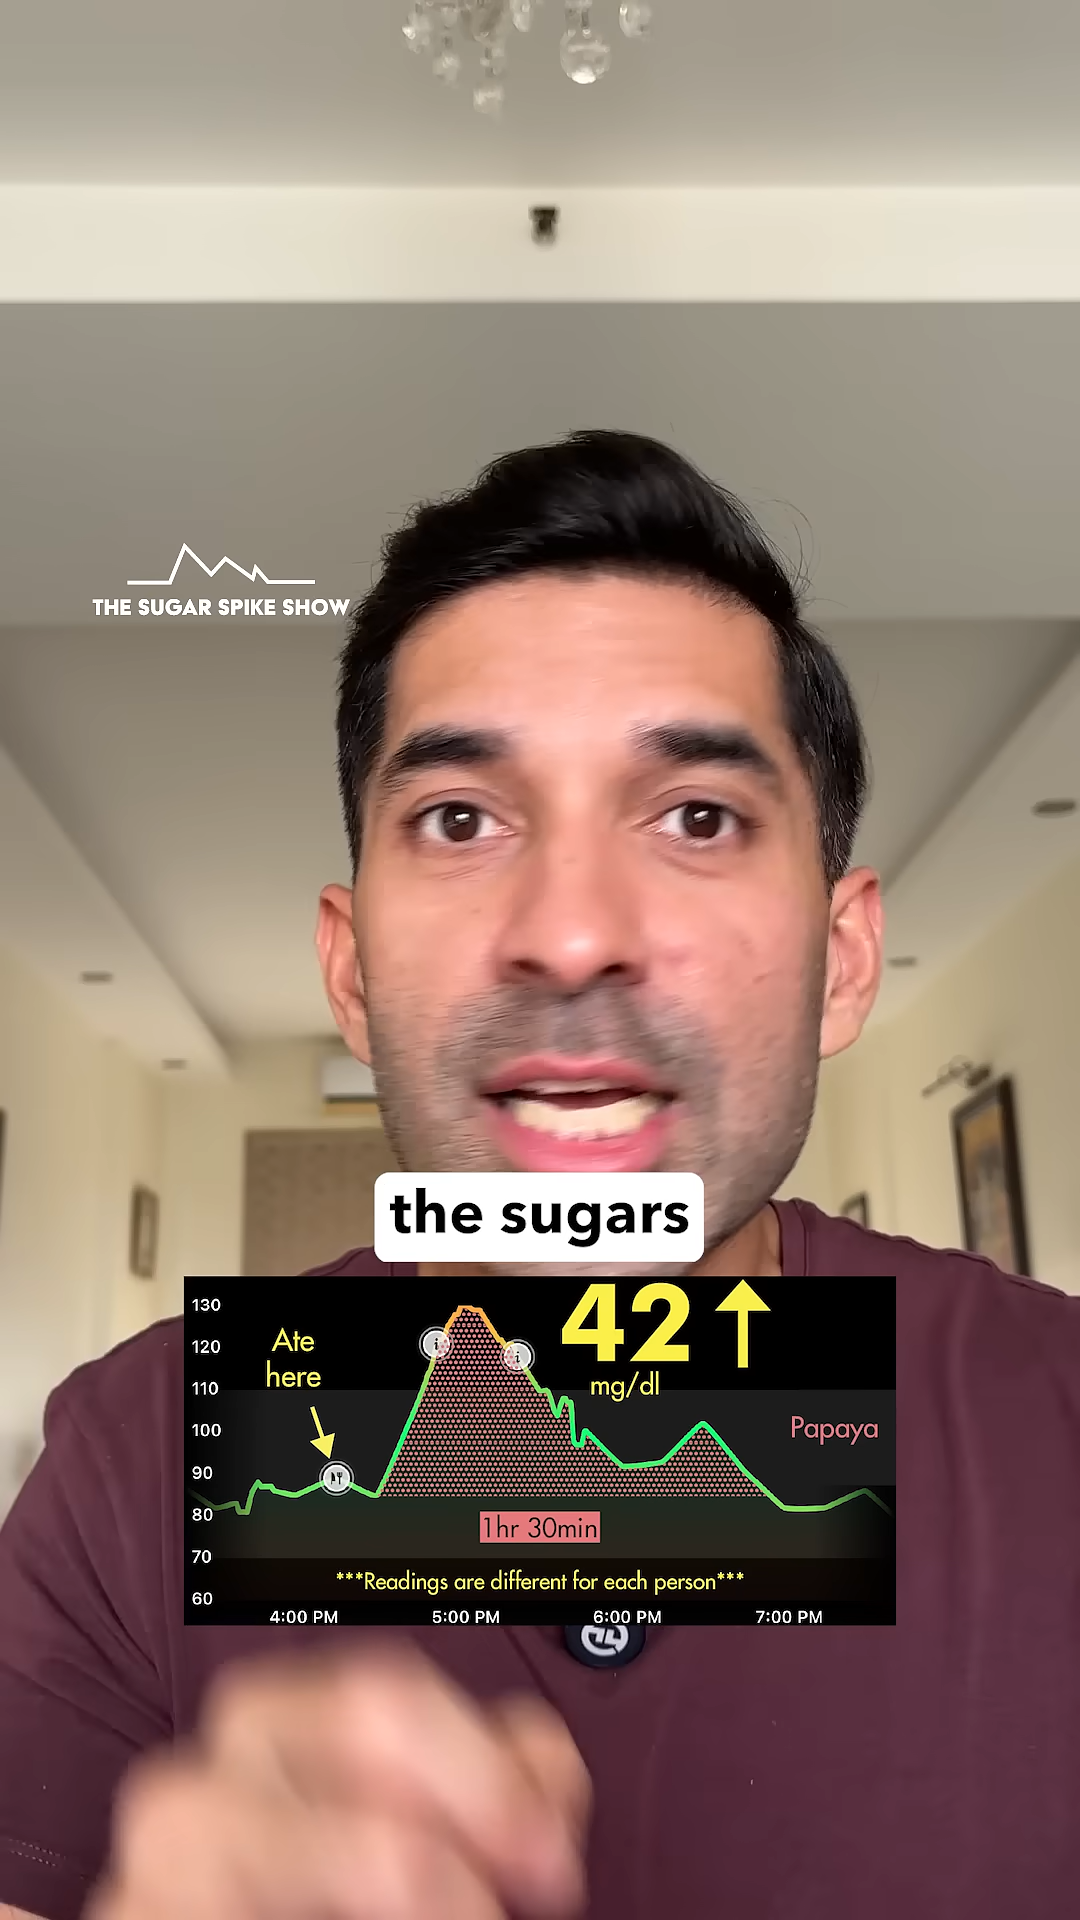 THE SUGAR SPIKE SHOW
the sugars
130
120
110
100
90
80
70
60
Ate
here
42
mg/dl
Papaya
1hr 30min
***Readings are different for each person***
4:00 PM 5:00 PM 6:00 PM 7:00 PM